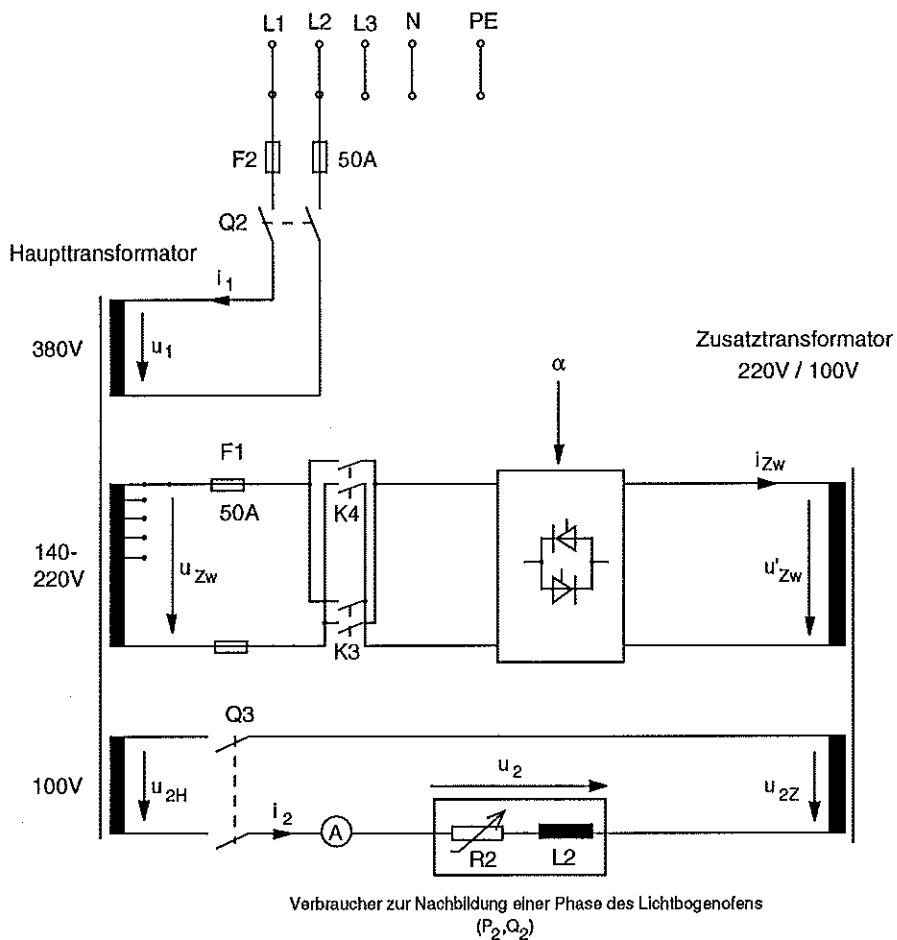 L1 L2 L3 N PE
F2 50A
Q2
Haupttransformator
i1
380V
u1
Zusatztransformator
220V / 100V
α
F1
50A
K4
iZw
140-
220V
uZw
u'Zw
K3
Q3
100V
u2H
i2
A
u2
R2 L2
u2Z
Verbraucher zur Nachbildung einer Phase des Lichtbogenofens
(P2,Q2)